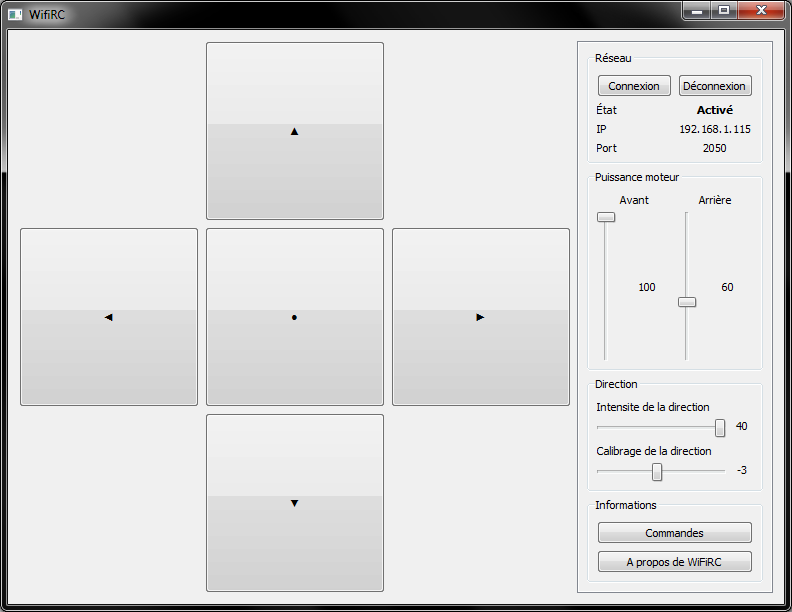 WifiRC
▲
◄
●
►
▼
Réseau
Connexion Déconnexion
État Activé
IP 192.168.1.115
Port 2050
Puissance moteur
Avant Arrière
100 60
Direction
Intensite de la direction
40
Calibrage de la direction
-3
Informations
Commandes
A propos de WiFiRC